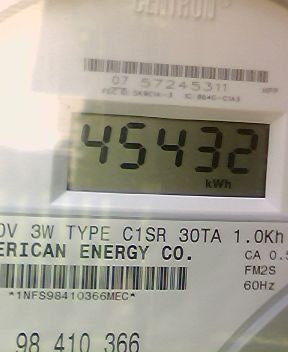 CENTRON
07 57245311
45432
kWh
0V 3W TYPE C1SR 30TA 1.0Kh
ERICAN ENERGY CO.
CA 0.5
FM2S
60Hz
*1NFS98410366MEC*
98 410 366